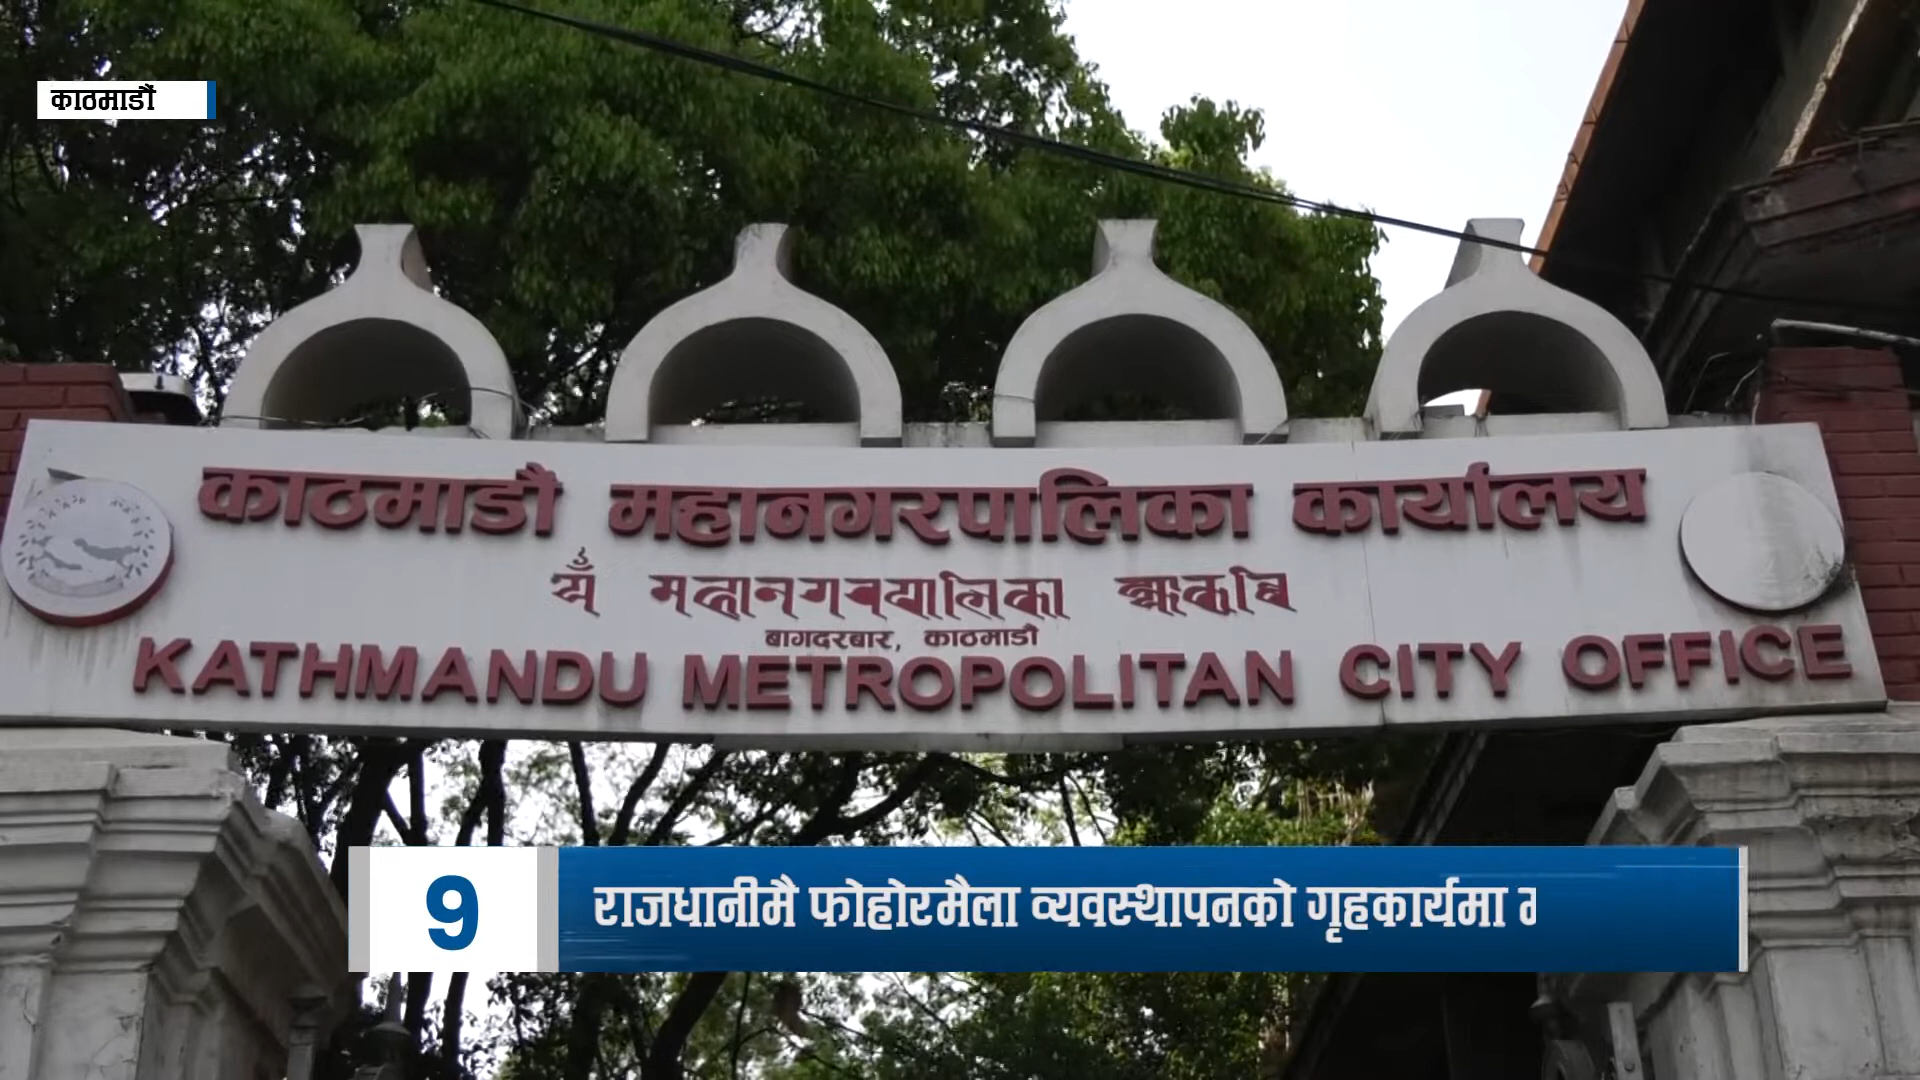 काठमाडौं
काठमाडौं महानगरपालिका कार्यालय
बागदरबार, काठमाडौं
KATHMANDU METROPOLITAN CITY OFFICE
9 राजधानीमै फोहोरमैला व्यवस्थापनको गृहकार्यमा